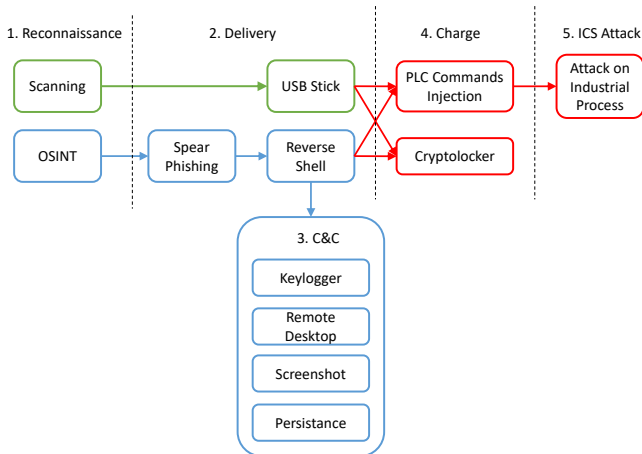 1. Reconnaissance
2. Delivery
4. Charge
5. ICS Attack
Scanning
USB Stick
PLC Commands
Injection
Attack on
Industrial
Process
OSINT
Spear
Phishing
Reverse
Shell
Cryptolocker
3. C&C
Keylogger
Remote
Desktop
Screenshot
Persistance